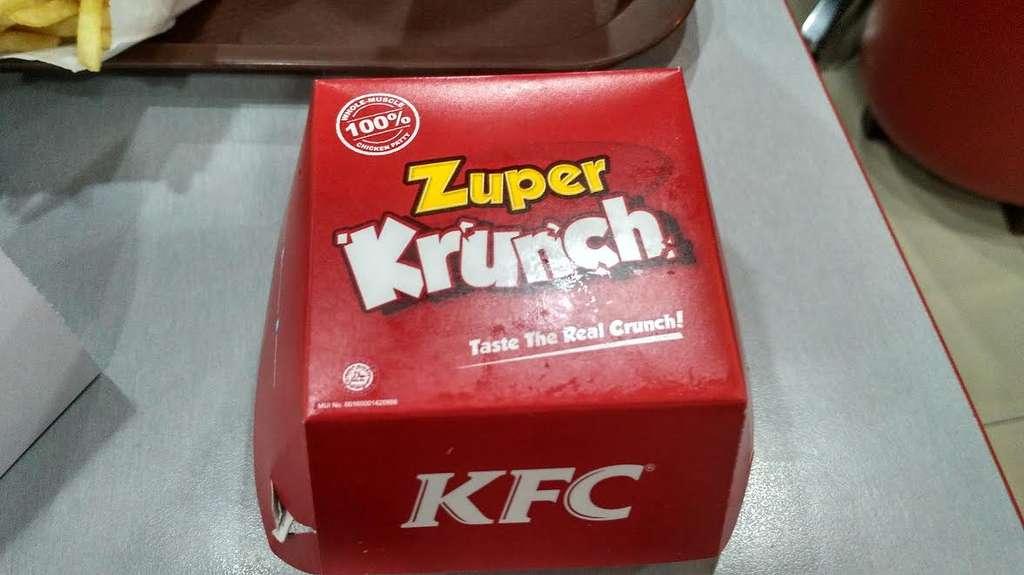 WHOLE-MUSCLE
100%
CHICKEN PATTY
Zuper
Krunch
Taste The Real Crunch!
KFC®